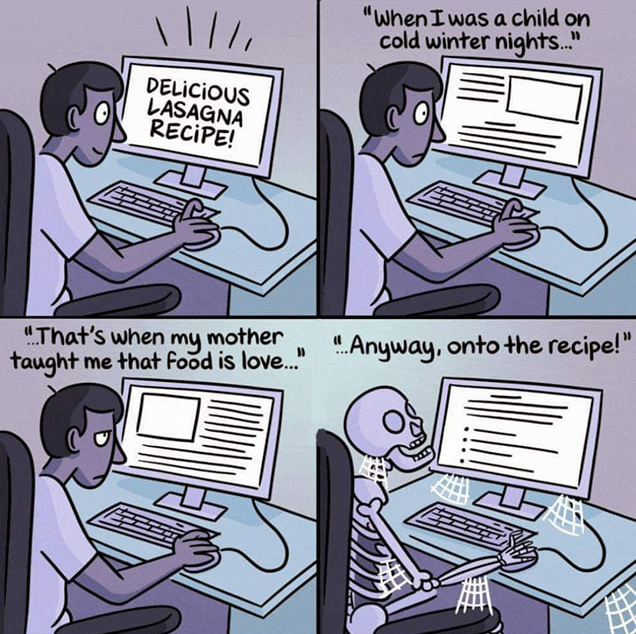 DELiCiOUS
LASAGNA
RECiPE!
"When I was a child on
cold winter nights..."
"..That's when my mother
taught me that food is love..."
"...Anyway, onto the recipe!"